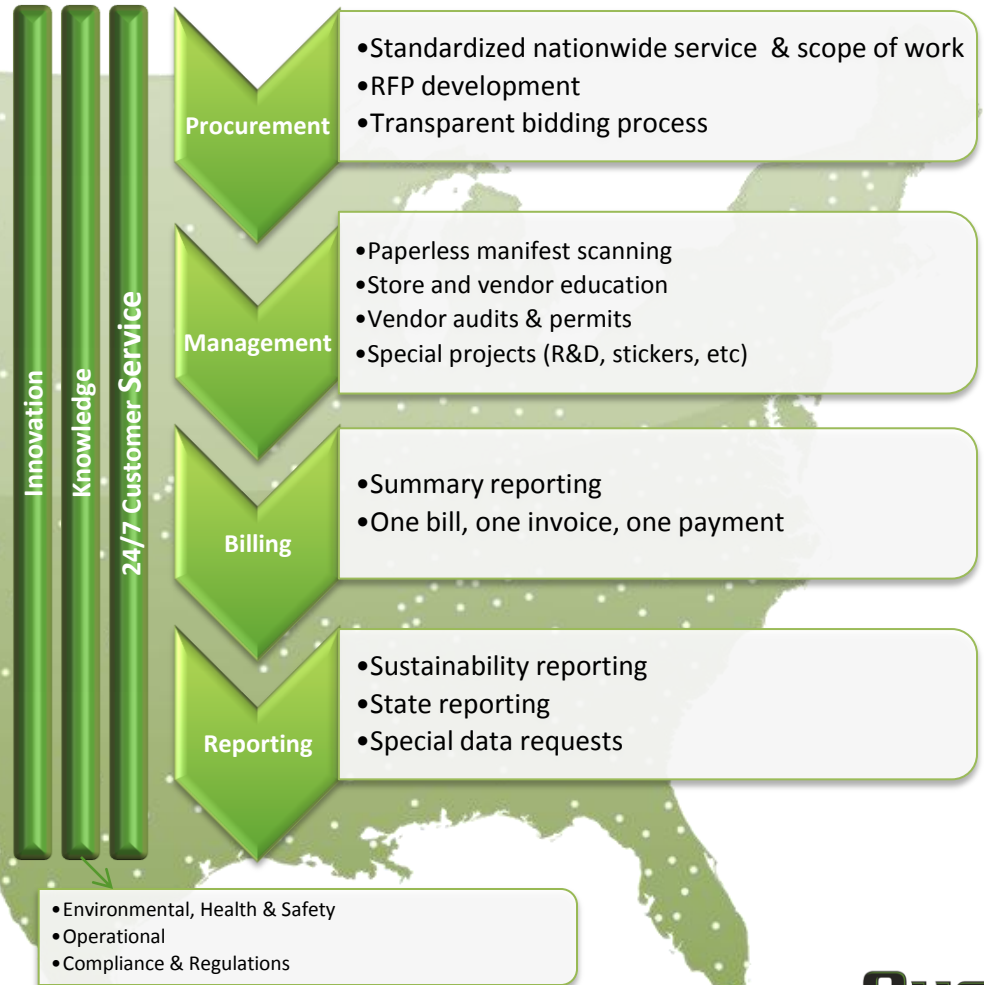 Innovation
Knowledge
24/7 Customer Service
Procurement
•Standardized nationwide service & scope of work
•RFP development
•Transparent bidding process
Management
•Paperless manifest scanning
•Store and vendor education
•Vendor audits & permits
•Special projects (R&D, stickers, etc)
Billing
•Summary reporting
•One bill, one invoice, one payment
Reporting
•Sustainability reporting
•State reporting
•Special data requests
•Environmental, Health & Safety
•Operational
•Compliance & Regulations